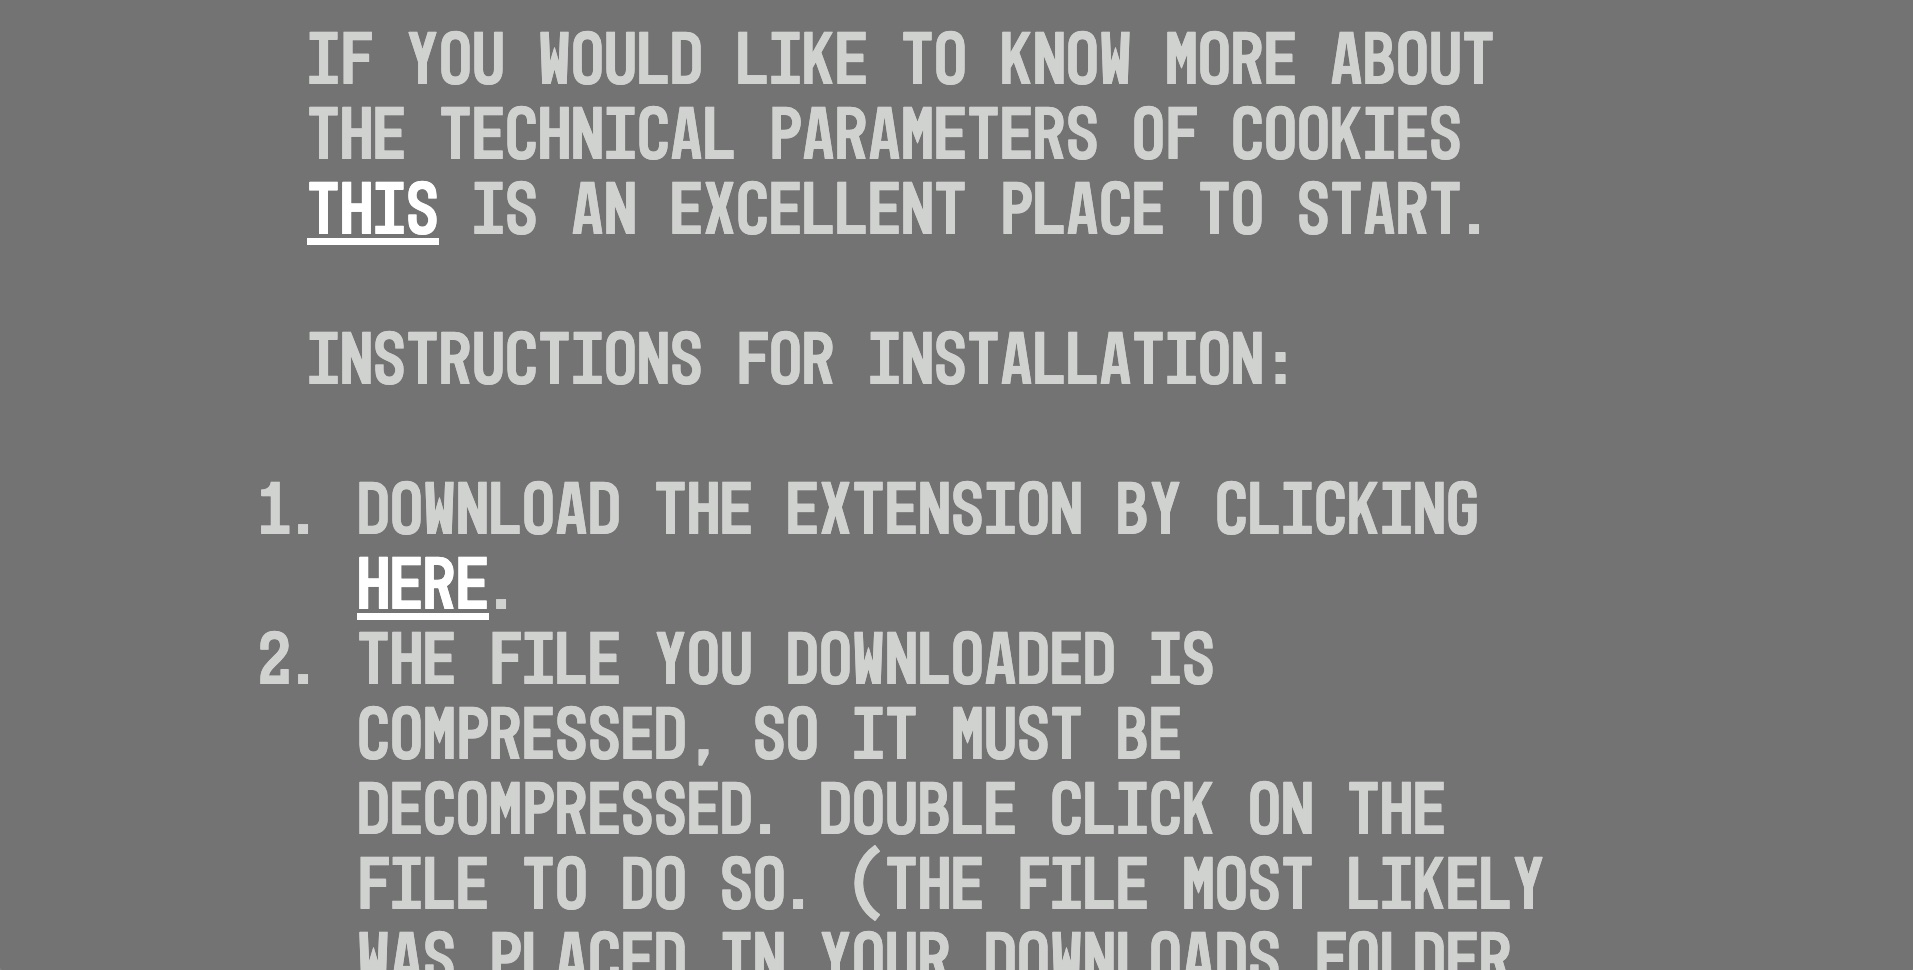 IF YOU WOULD LIKE TO KNOW MORE ABOUT
THE TECHNICAL PARAMETERS OF COOKIES
THIS IS AN EXCELLENT PLACE TO START.
INSTRUCTIONS FOR INSTALLATION:
1. DOWNLOAD THE EXTENSION BY CLICKING
HERE.
2. THE FILE YOU DOWNLOADED IS
COMPRESSED, SO IT MUST BE
DECOMPRESSED. DOUBLE CLICK ON THE
FILE TO DO SO. (THE FILE MOST LIKELY
WAS PLACED IN YOUR DOWNLOADS FOLDER